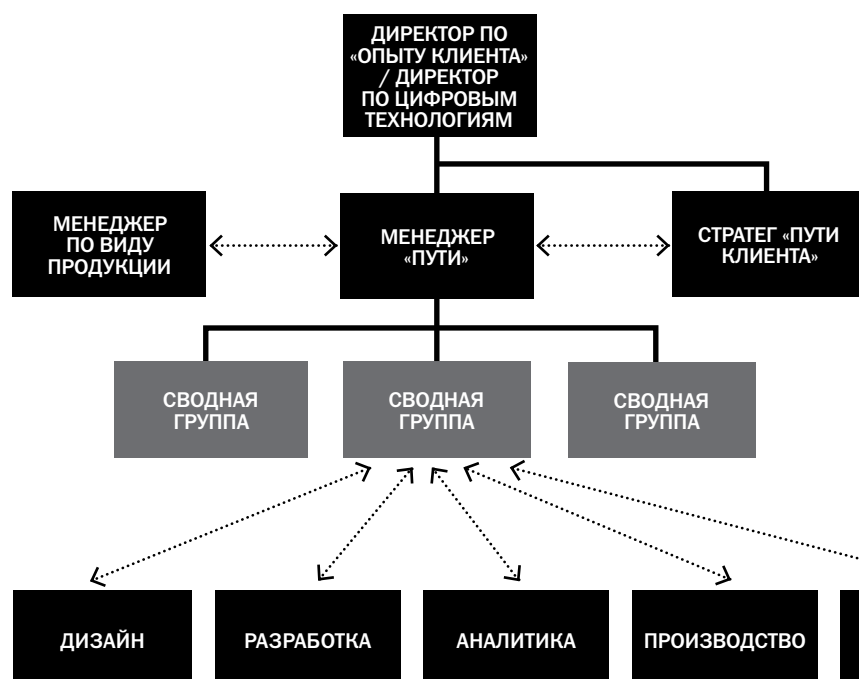 ДИРЕКТОР ПО
«ОПЫТУ КЛИЕНТА»
/ ДИРЕКТОР
ПО ЦИФРОВЫМ
ТЕХНОЛОГИЯМ
МЕНЕДЖЕР
ПО ВИДУ
ПРОДУКЦИИ
МЕНЕДЖЕР
«ПУТИ»
СТРАТЕГ «ПУТИ
КЛИЕНТА»
СВОДНАЯ
ГРУППА
СВОДНАЯ
ГРУППА
СВОДНАЯ
ГРУППА
ДИЗАЙН
РАЗРАБОТКА
АНАЛИТИКА
ПРОИЗВОДСТВО